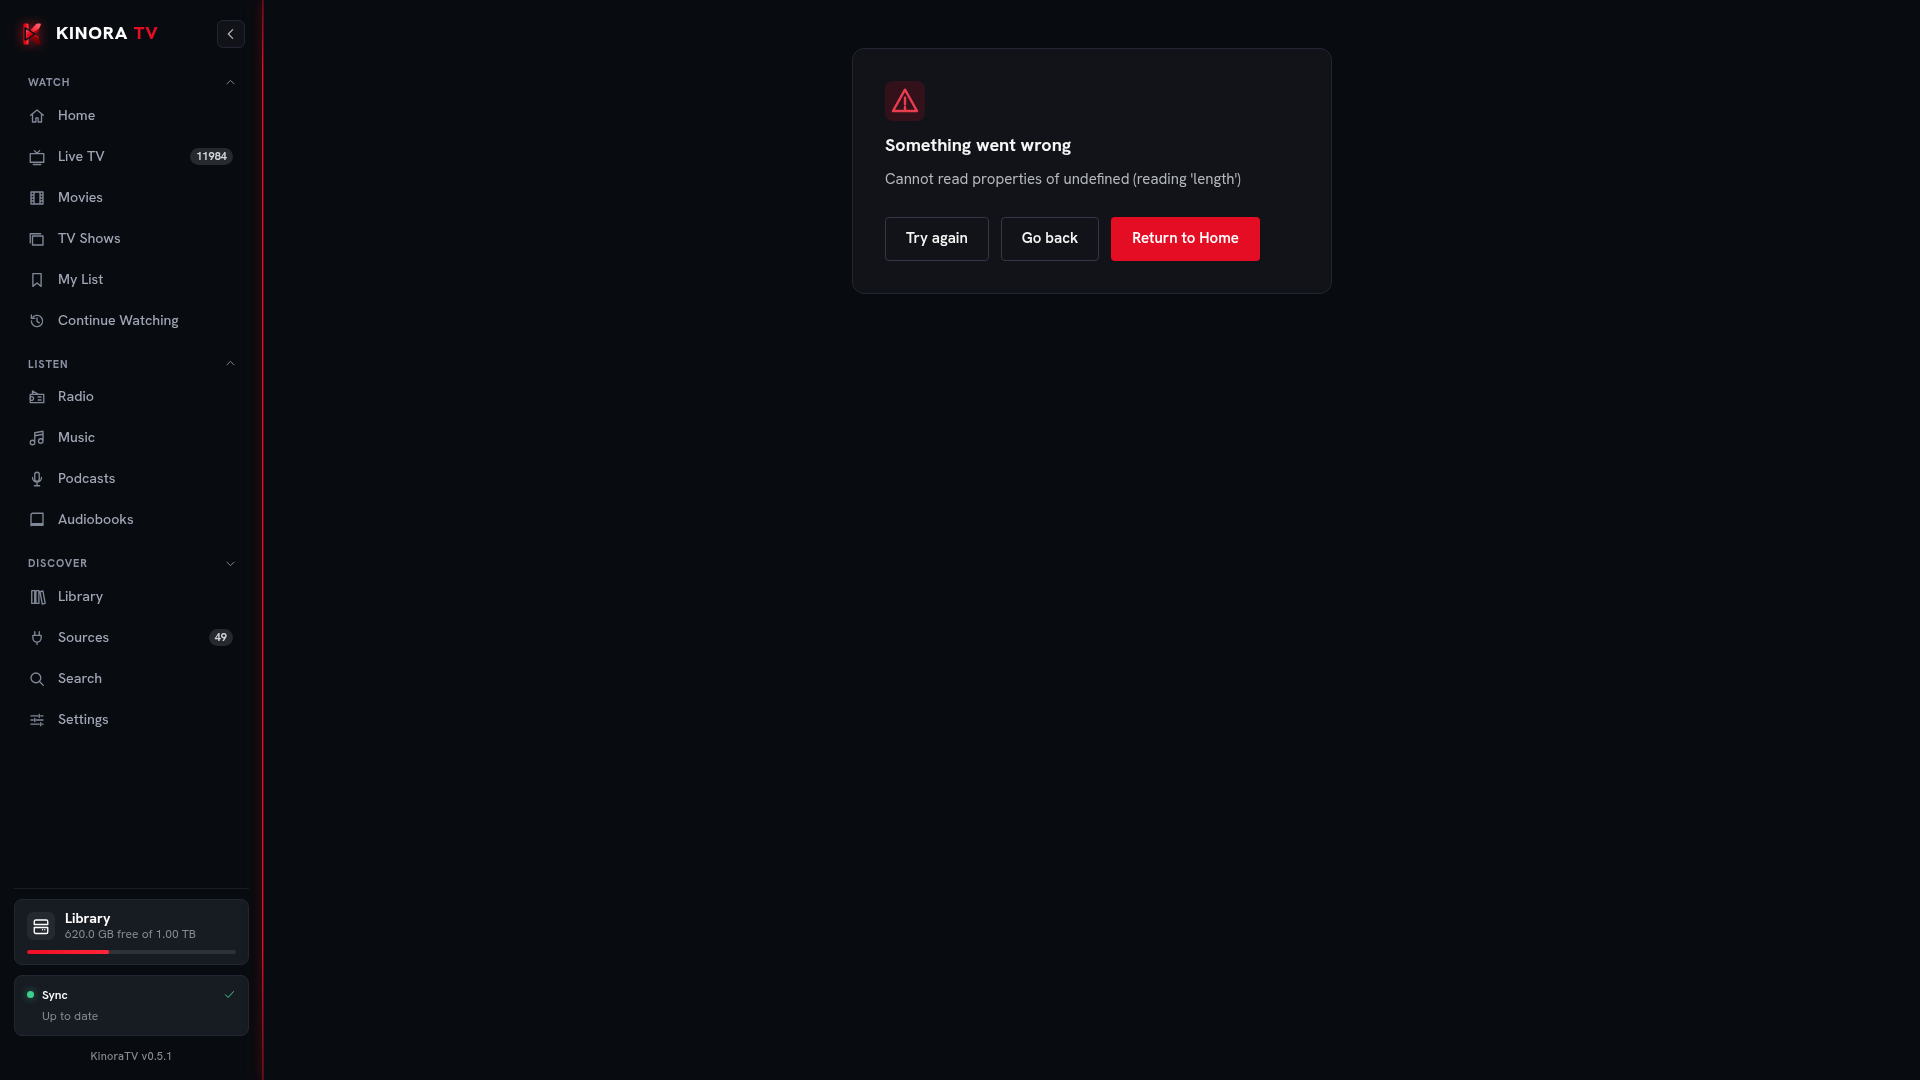 KINORA TV
WATCH
Home
Live TV 11984
Movies
TV Shows
My List
Continue Watching
LISTEN
Radio
Music
Podcasts
Audiobooks
DISCOVER
Library
Sources 49
Search
Settings
Library
620.0 GB free of 1.00 TB
Sync
Up to date
KinoraTV v0.5.1
Something went wrong
Cannot read properties of undefined (reading 'length')
Try again Go back Return to Home